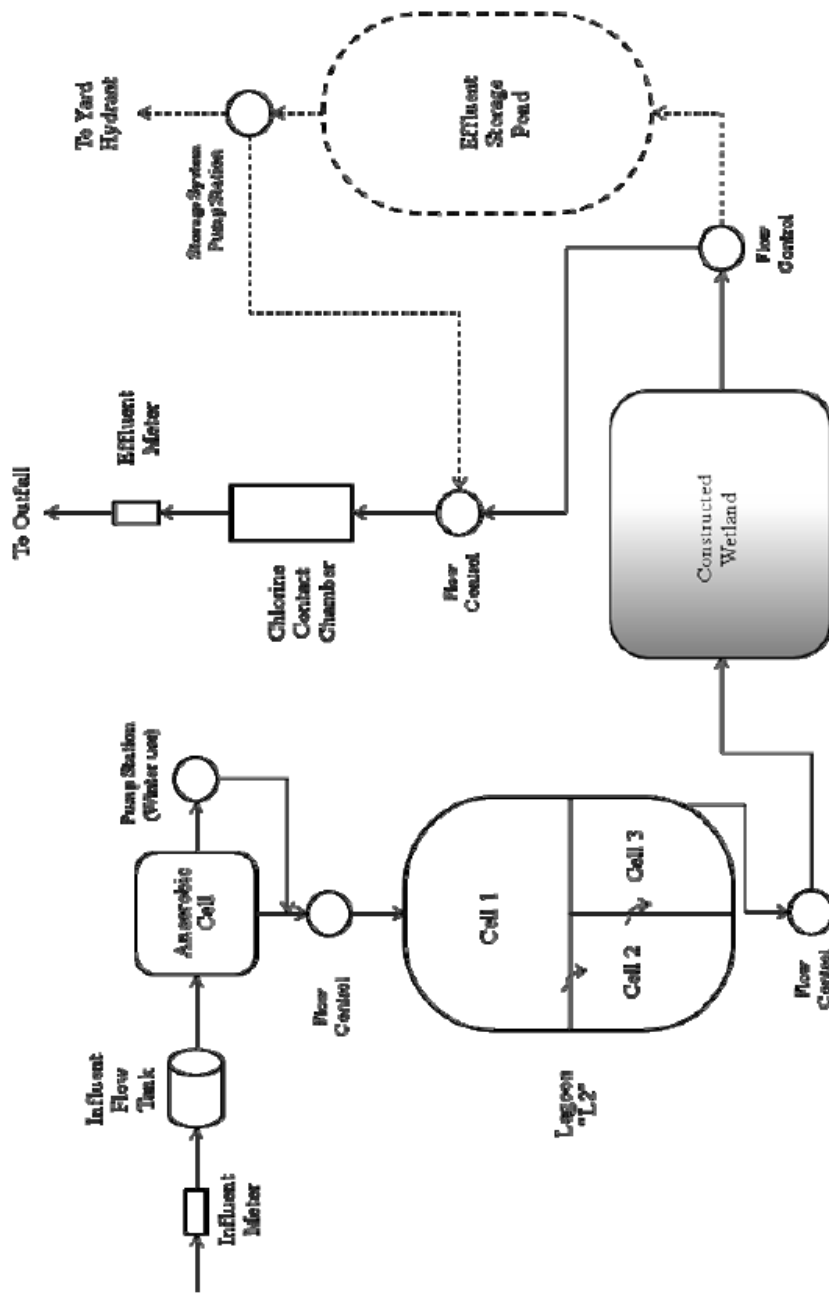 Influent
Meter
Influent
Flow
Tank
Anaerobic
Cell
Pump Station
(Winter use)
Flow
Control
Lagoon
"L2"
Cell 1
Cell 2
Cell 3
Flow
Control
Constructed
Wetland
Flow
Control
Effluent
Storage
Pond
Storage System
Pump Station
To Yard
Hydrant
Flow
Control
Chlorine
Contact
Chamber
Effluent
Meter
To Outfall